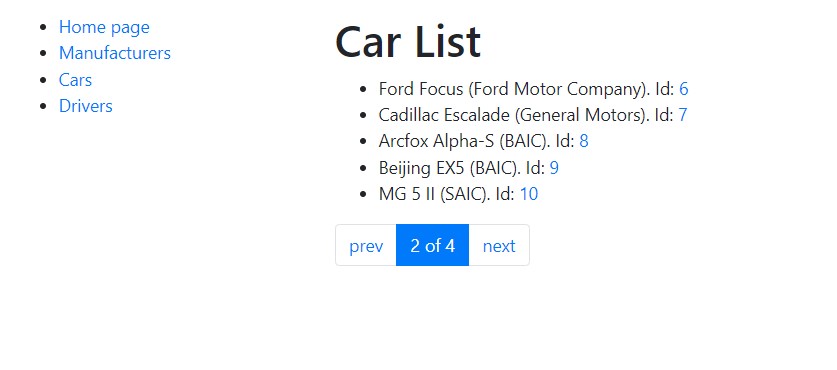 Home page
Manufacturers
Cars
Drivers
Car List
Ford Focus (Ford Motor Company). Id: 6
Cadillac Escalade (General Motors). Id: 7
Arcfox Alpha-S (BAIC). Id: 8
Beijing EX5 (BAIC). Id: 9
MG 5 II (SAIC). Id: 10
prev 2 of 4 next